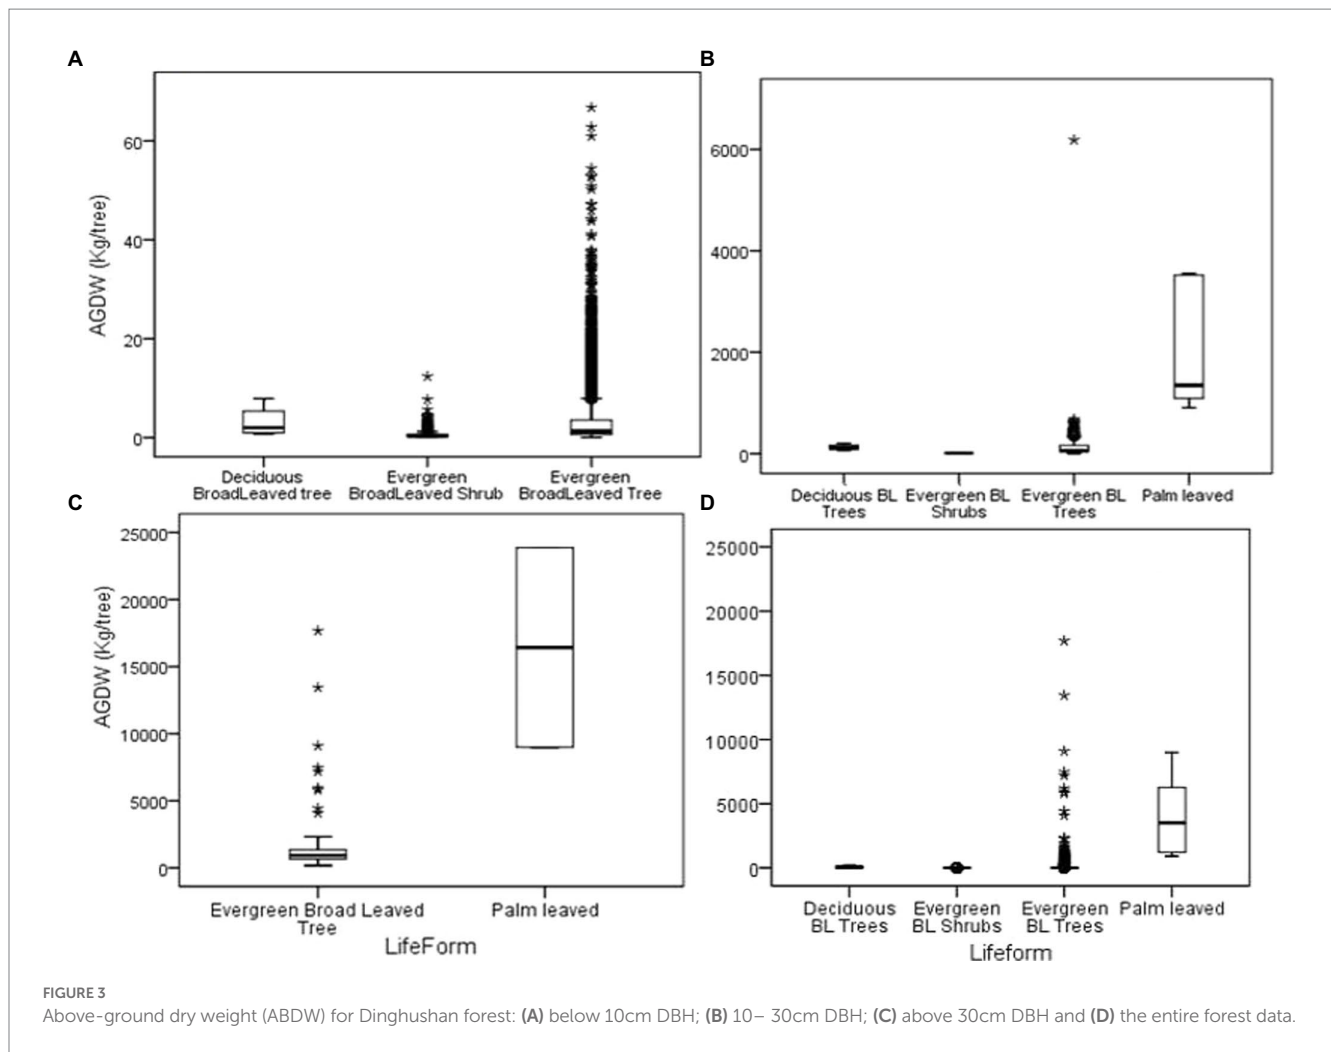 A
AGDW (Kg/tree)
60
40
20
0
Deciduous
BroadLeaved tree
Evergreen
BroadLeaved Shrub
Evergreen
BroadLeaved Tree
B
6000
4000
2000
0
Deciduous BL
Trees
Evergreen BL
Shrubs
Evergreen BL
Trees
Palm leaved
C
AGDW (Kg/tree)
25000
20000
15000
10000
5000
0
Evergreen Broad Leaved
Tree
Palm leaved
LifeForm
D
25000
20000
15000
10000
5000
0
Deciduous
BL Trees
Evergreen
BL Shrubs
Evergreen
BL Trees
Palm leaved
Lifeform
FIGURE 3
Above-ground dry weight (ABDW) for Dinghushan forest: (A) below 10cm DBH; (B) 10– 30cm DBH; (C) above 30cm DBH and (D) the entire forest data.